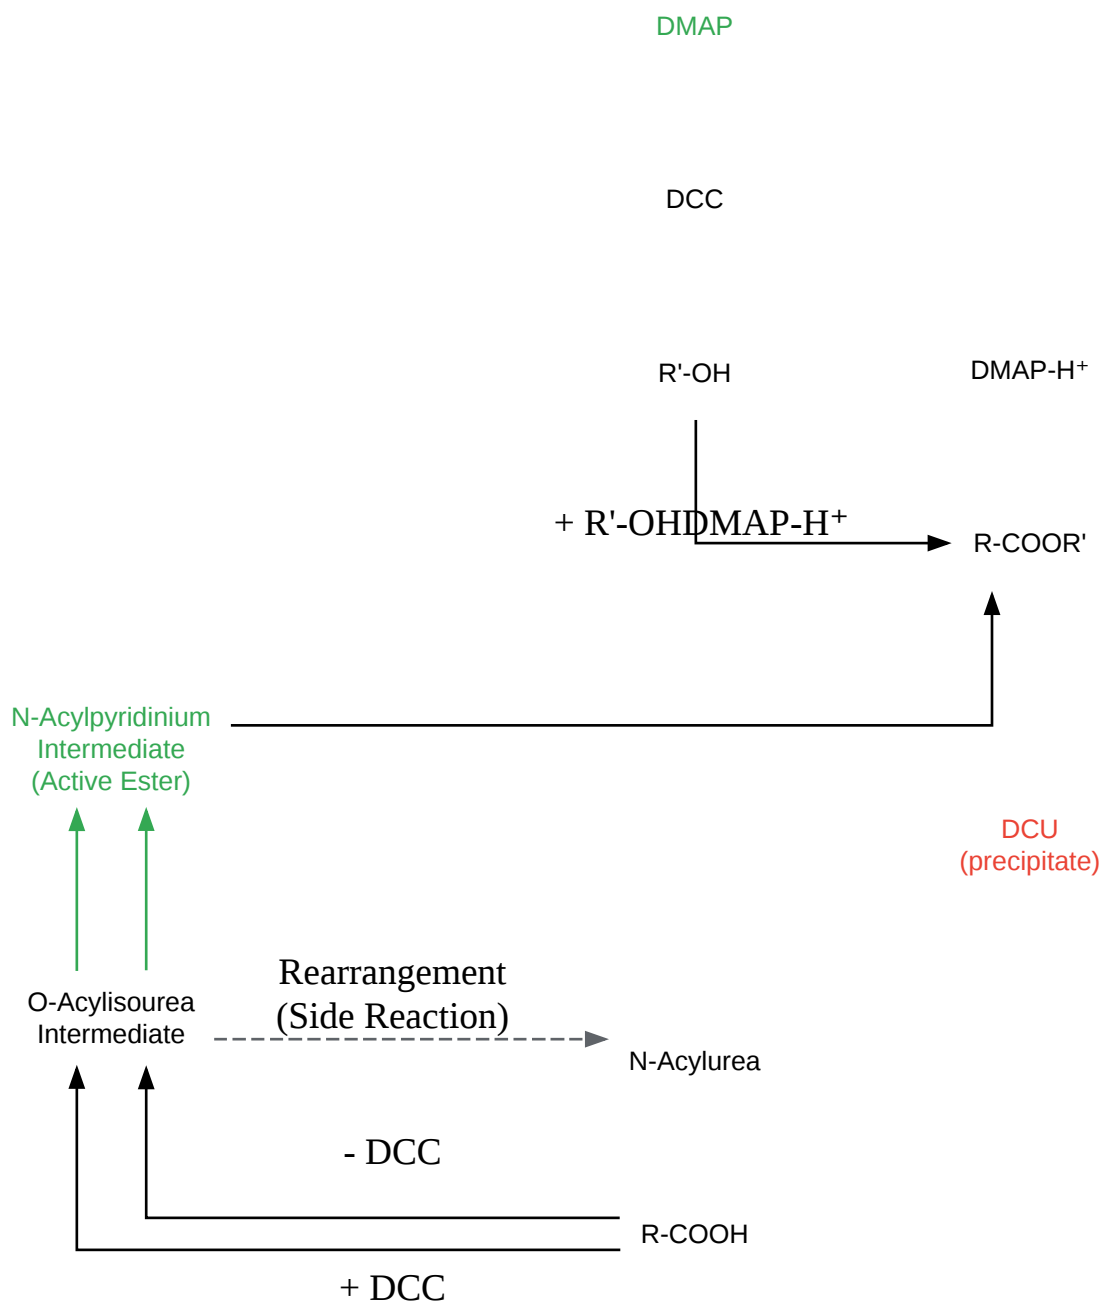 DMAP
DCC
R'-OH
DMAP-H⁺
+ R'-OHDMAP-H⁺
R-COOR'
N-Acylpyridinium
Intermediate
(Active Ester)
DCU
(precipitate)
Rearrangement
(Side Reaction)
O-Acylisourea
Intermediate
N-Acylurea
- DCC
R-COOH
+ DCC